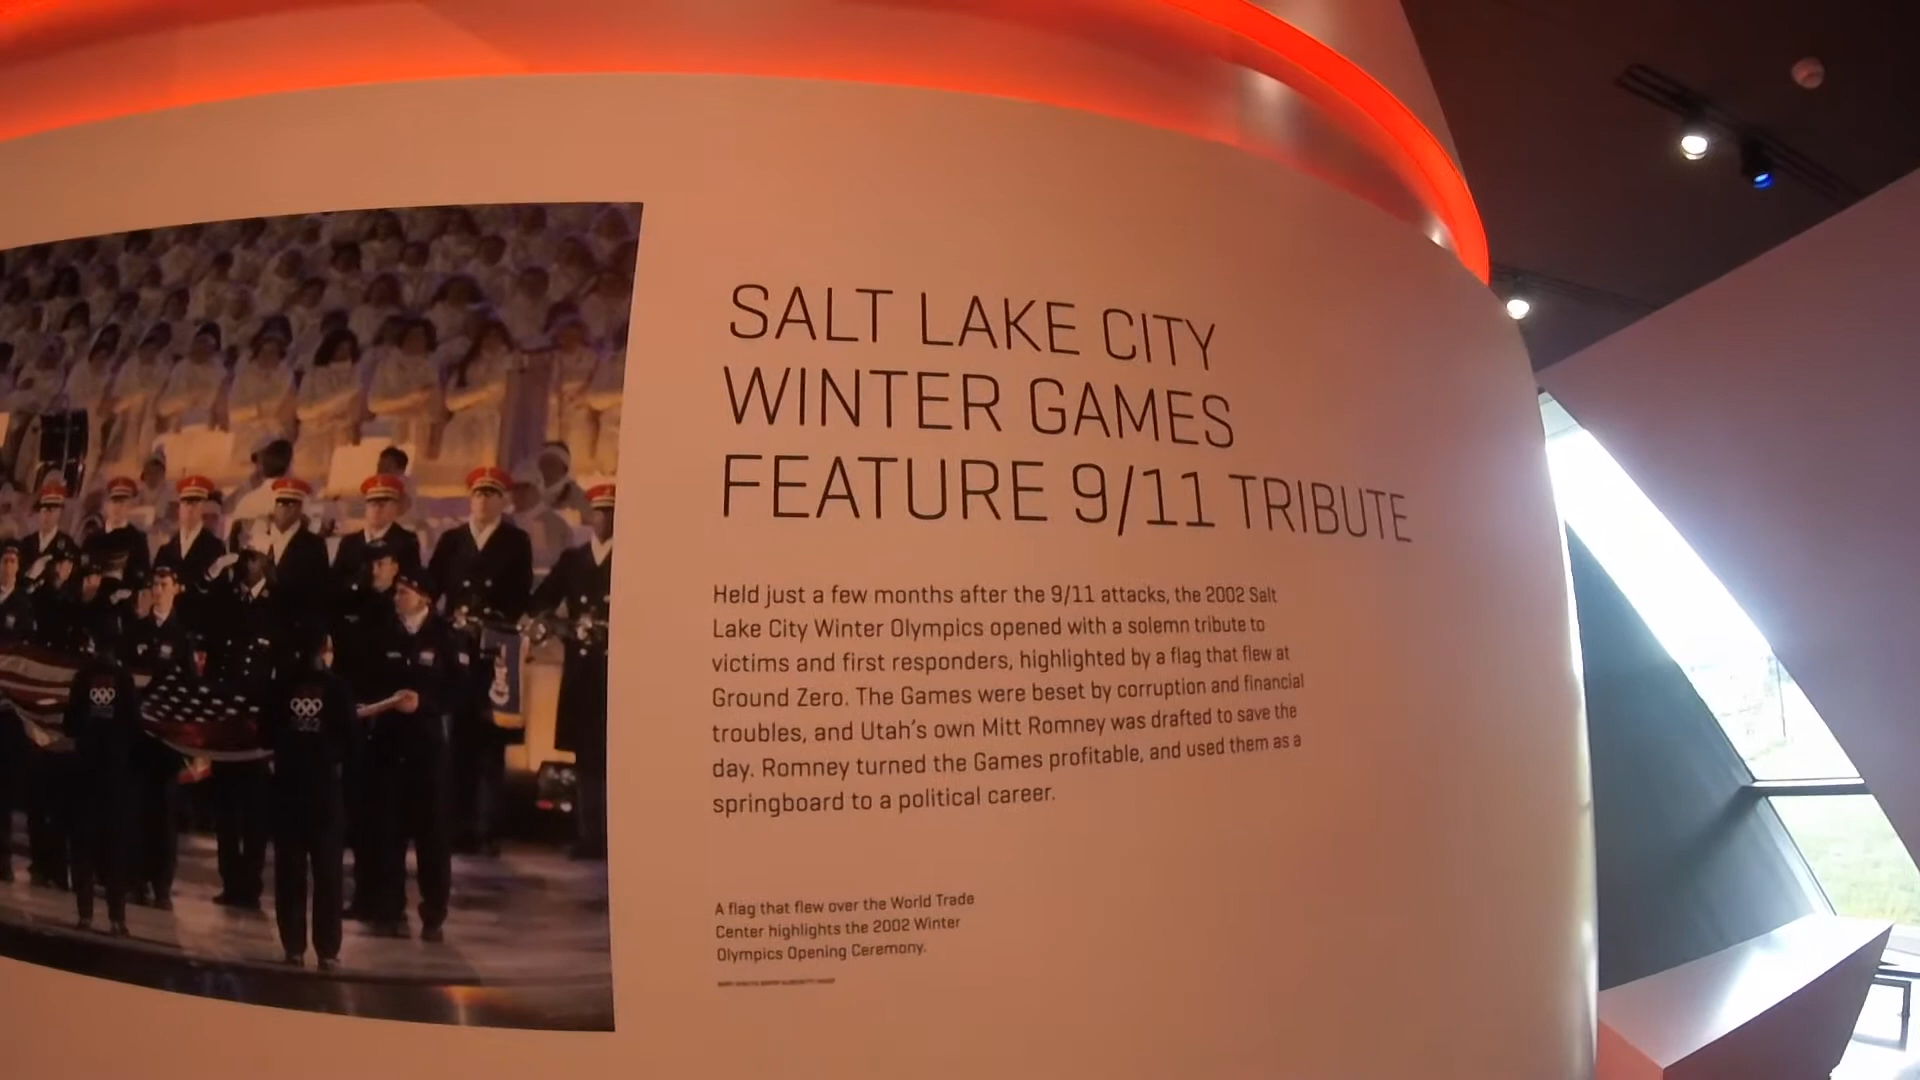 SALT LAKE CITY
WINTER GAMES
FEATURE 9/11 TRIBUTE
Held just a few months after the 9/11 attacks, the 2002 Salt
Lake City Winter Olympics opened with a solemn tribute to
victims and first responders, highlighted by a flag that flew at
Ground Zero. The Games were beset by corruption and financial
troubles, and Utah's own Mitt Romney was drafted to save the
day. Romney turned the Games profitable, and used them as a
springboard to a political career.
A flag that flew over the World Trade
Center highlights the 2002 Winter
Olympics Opening Ceremony.